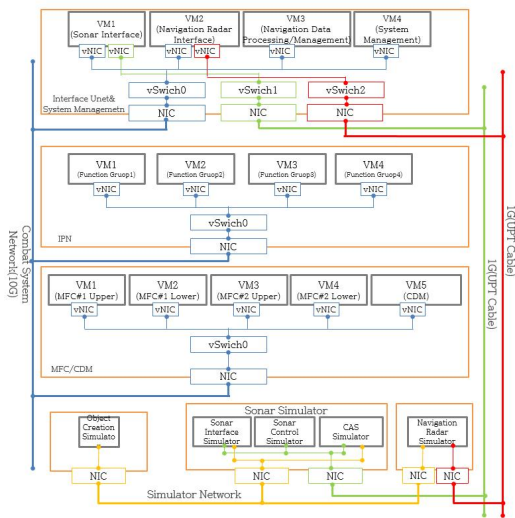 VM1
(Sonar Interface)
VM2
(Navigation Radar
Interface)
VM3
(Navigation Data
Processing/Management)
VM4
(System
Management)
vNIC
vNIC
vNIC
vNIC
vNIC
vNIC
vSwich0
vSwich1
vSwich2
Interface Unet&
System Managemetn
NIC
NIC
NIC
VM1
(Function Gruop1)
VM2
(Function Gruop2)
VM3
(Function Gruop3)
VM4
(Function Gruop4)
vNIC
vNIC
vNIC
vNIC
vSwich0
IPN
NIC
Combat System
Network(10G)
1G(UPT Cable)
1G(UPT Cable)
VM1
(MFC#1 Upper)
VM2
(MFC#1 Lower)
VM3
(MFC#2 Upper)
VM4
(MFC#2 Lower)
VM5
(CDM)
vNIC
vNIC
vNIC
vNIC
vNIC
vSwich0
MFC/CDM
NIC
Object
Creation
Simulato
Sonar Simulator
Sonar
Interface
Simulator
Sonar
Control
Simulator
CAS
Simulator
Navigation
Radar
Simulator
NIC
NIC
NIC
NIC
NIC
Simulator Network